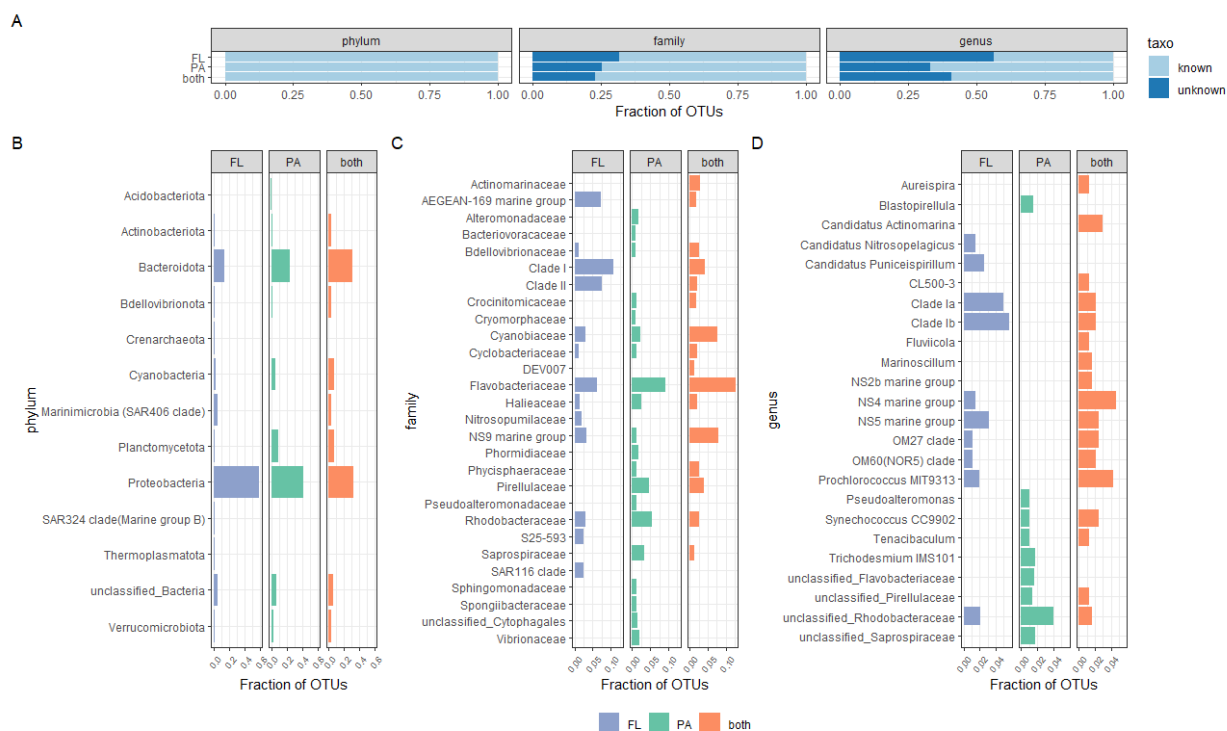 A
phylum family genus
FL
PA
both
0.00 0.25 0.50 0.75 1.00 0.00 0.25 0.50 0.75 1.00 0.00 0.25 0.50 0.75 1.00
Fraction of OTUs
taxo
known
unknown
B
FL PA both
Acidobacteriota
Actinobacteriota
Bacteroidota
Bdellovibrionota
Crenarchaeota
Cyanobacteria
Marinimicrobia (SAR406 clade)
Planctomycetota
Proteobacteria
SAR324 clade(Marine group B)
Thermoplasmatota
unclassified_Bacteria
Verrucomicrobiota
phylum
0.0 0.2 0.4 0.6 0.8 0.0 0.2 0.4 0.6 0.8 0.0 0.2 0.4 0.6 0.8
Fraction of OTUs
C
FL PA both
Actinomarinaceae
AEGEAN-169 marine group
Alteromonadaceae
Bacteriovoracaceae
Bdellovibrionaceae
Clade I
Clade II
Crocinitomicaceae
Cryomorphaceae
Cyanobiaceae
Cyclobacteriaceae
DEV007
Flavobacteriaceae
Halieaceae
Nitrosopumilaceae
NS9 marine group
Phormidiaceae
Phycisphaeraceae
Pirellulaceae
Pseudoalteromonadaceae
Rhodobacteraceae
S25-593
Saprospiraceae
SAR116 clade
Sphingomonadaceae
Spongiibacteraceae
unclassified_Cytophagales
Vibrionaceae
family
0.00 0.05 0.10 0.00 0.05 0.10 0.00 0.05 0.10
Fraction of OTUs
D
FL PA both
Aureispira
Blastopirellula
Candidatus Actinomarina
Candidatus Nitrosopelagicus
Candidatus Puniceispirillum
CL500-3
Clade Ia
Clade Ib
Fluviicola
Marinoscillum
NS2b marine group
NS4 marine group
NS5 marine group
OM27 clade
OM60(NOR5) clade
Prochlorococcus MIT9313
Pseudoalteromonas
Synechococcus CC9902
Tenacibaculum
Trichodesmium IMS101
unclassified_Flavobacteriaceae
unclassified_Pirellulaceae
unclassified_Rhodobacteraceae
unclassified_Saprospiraceae
genus
0.00 0.02 0.04 0.00 0.02 0.04 0.00 0.02 0.04
Fraction of OTUs
FL PA both